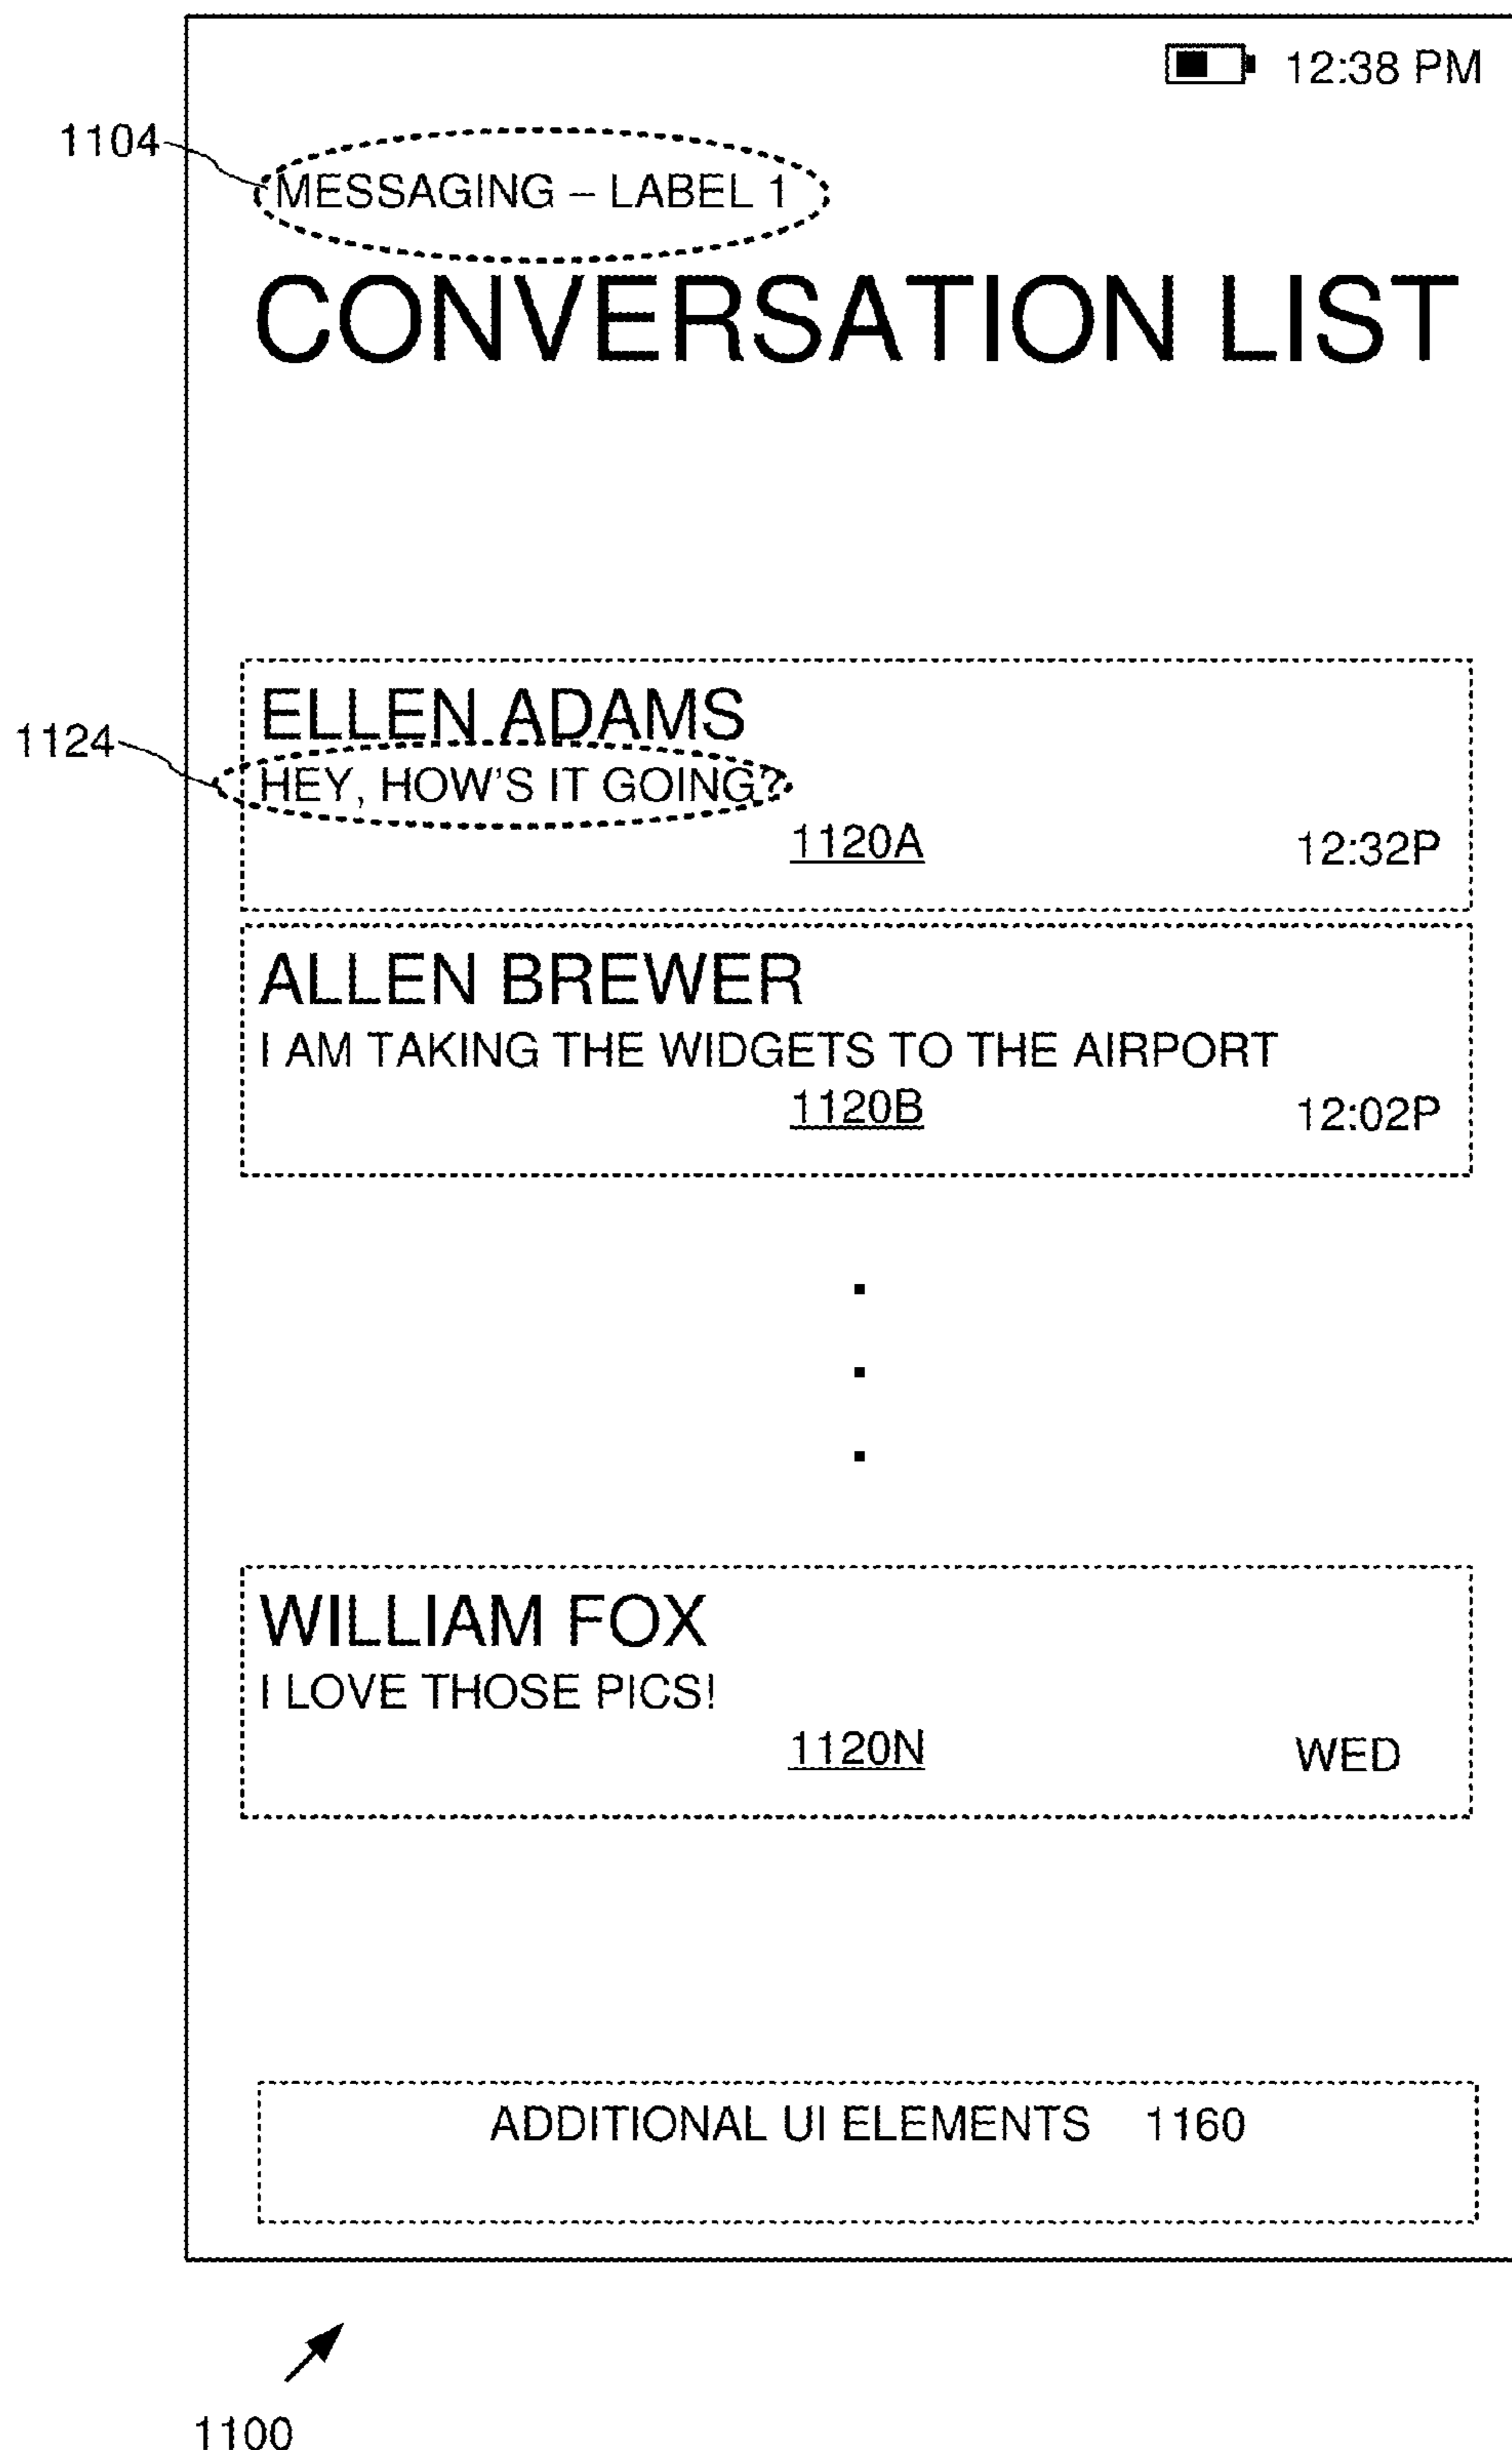 12:38 PM
1104
MESSAGING – LABEL 1
CONVERSATION LIST
ELLEN ADAMS
1124
HEY, HOW'S IT GOING?
1120A
12:32P
ALLEN BREWER
I AM TAKING THE WIDGETS TO THE AIRPORT
1120B
12:02P
WILLIAM FOX
I LOVE THOSE PICS!
1120N
WED
ADDITIONAL UI ELEMENTS 1160
1100